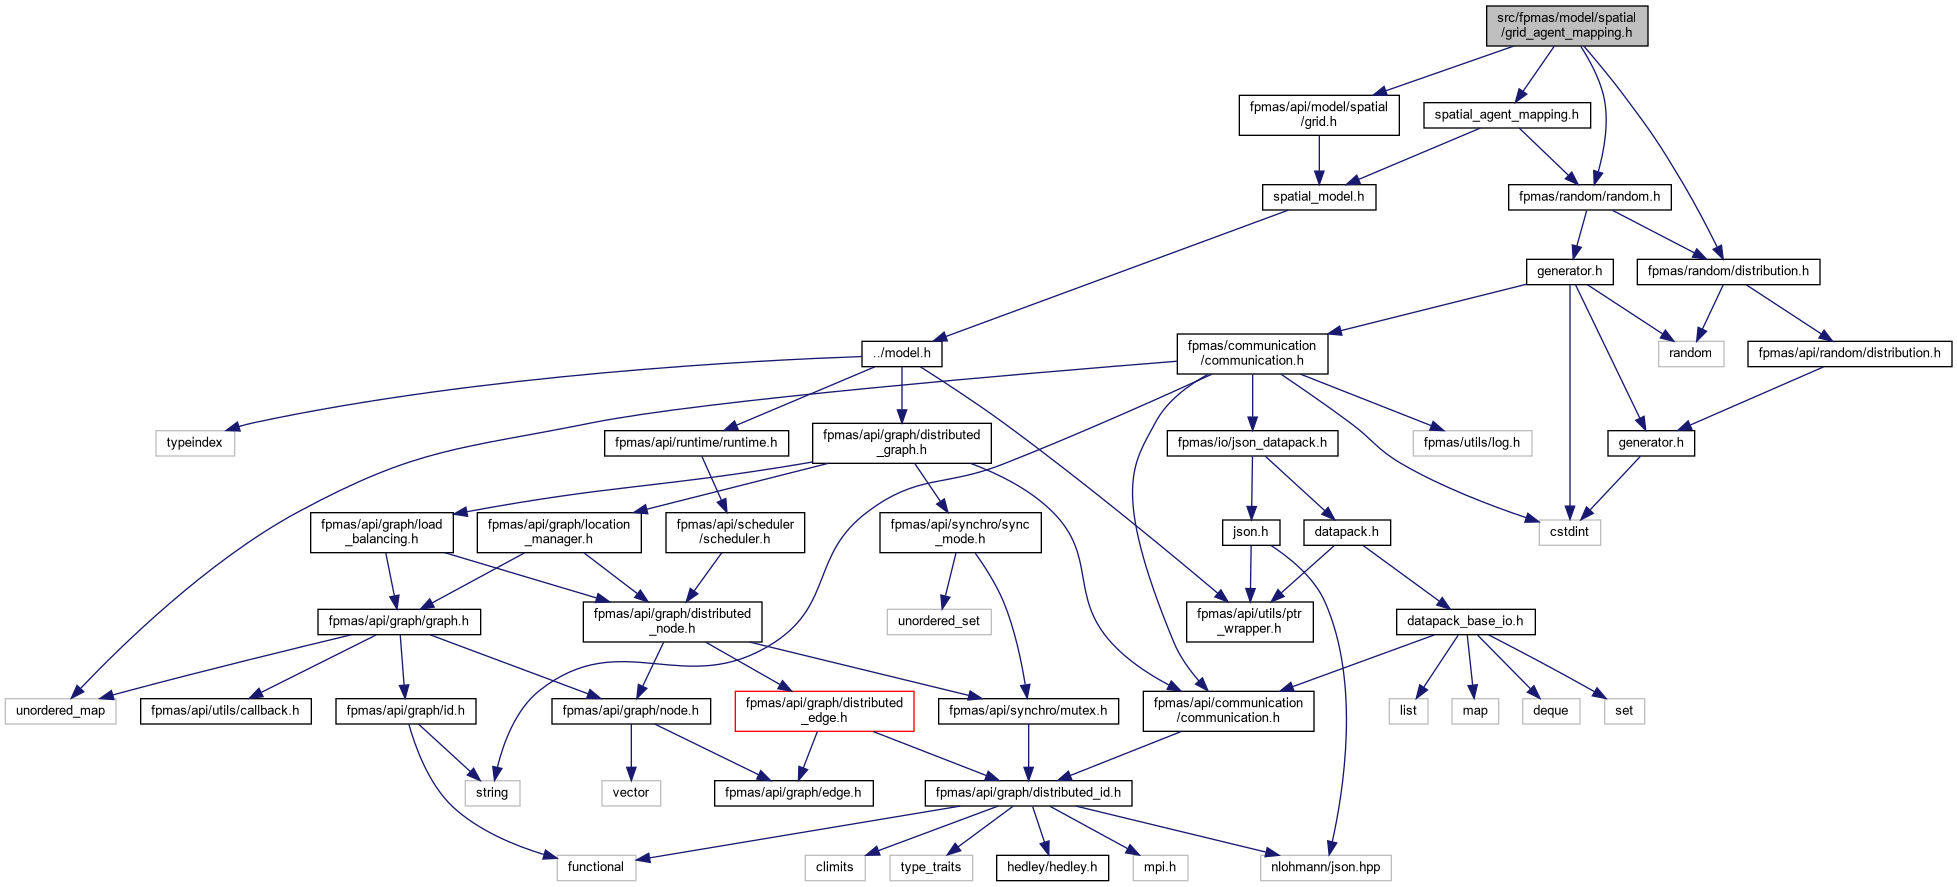 src/fpmas/model/spatial
/grid_agent_mapping.h
fpmas/api/model/spatial
/grid.h
spatial_agent_mapping.h
spatial_model.h
fpmas/random/random.h
generator.h
fpmas/random/distribution.h
../model.h
fpmas/communication
/communication.h
random
fpmas/api/random/distribution.h
typeindex
fpmas/api/runtime/runtime.h
fpmas/api/graph/distributed
_graph.h
fpmas/io/json_datapack.h
fpmas/utils/log.h
generator.h
fpmas/api/graph/load
_balancing.h
fpmas/api/graph/location
_manager.h
fpmas/api/scheduler
/scheduler.h
fpmas/api/synchro/sync
_mode.h
json.h
datapack.h
cstdint
fpmas/api/graph/graph.h
fpmas/api/graph/distributed
_node.h
unordered_set
fpmas/api/utils/ptr
_wrapper.h
datapack_base_io.h
unordered_map
fpmas/api/utils/callback.h
fpmas/api/graph/id.h
fpmas/api/graph/node.h
fpmas/api/graph/distributed
_edge.h
fpmas/api/synchro/mutex.h
fpmas/api/communication
/communication.h
list
map
deque
set
string
vector
fpmas/api/graph/edge.h
fpmas/api/graph/distributed_id.h
functional
climits
type_traits
hedley/hedley.h
mpi.h
nlohmann/json.hpp